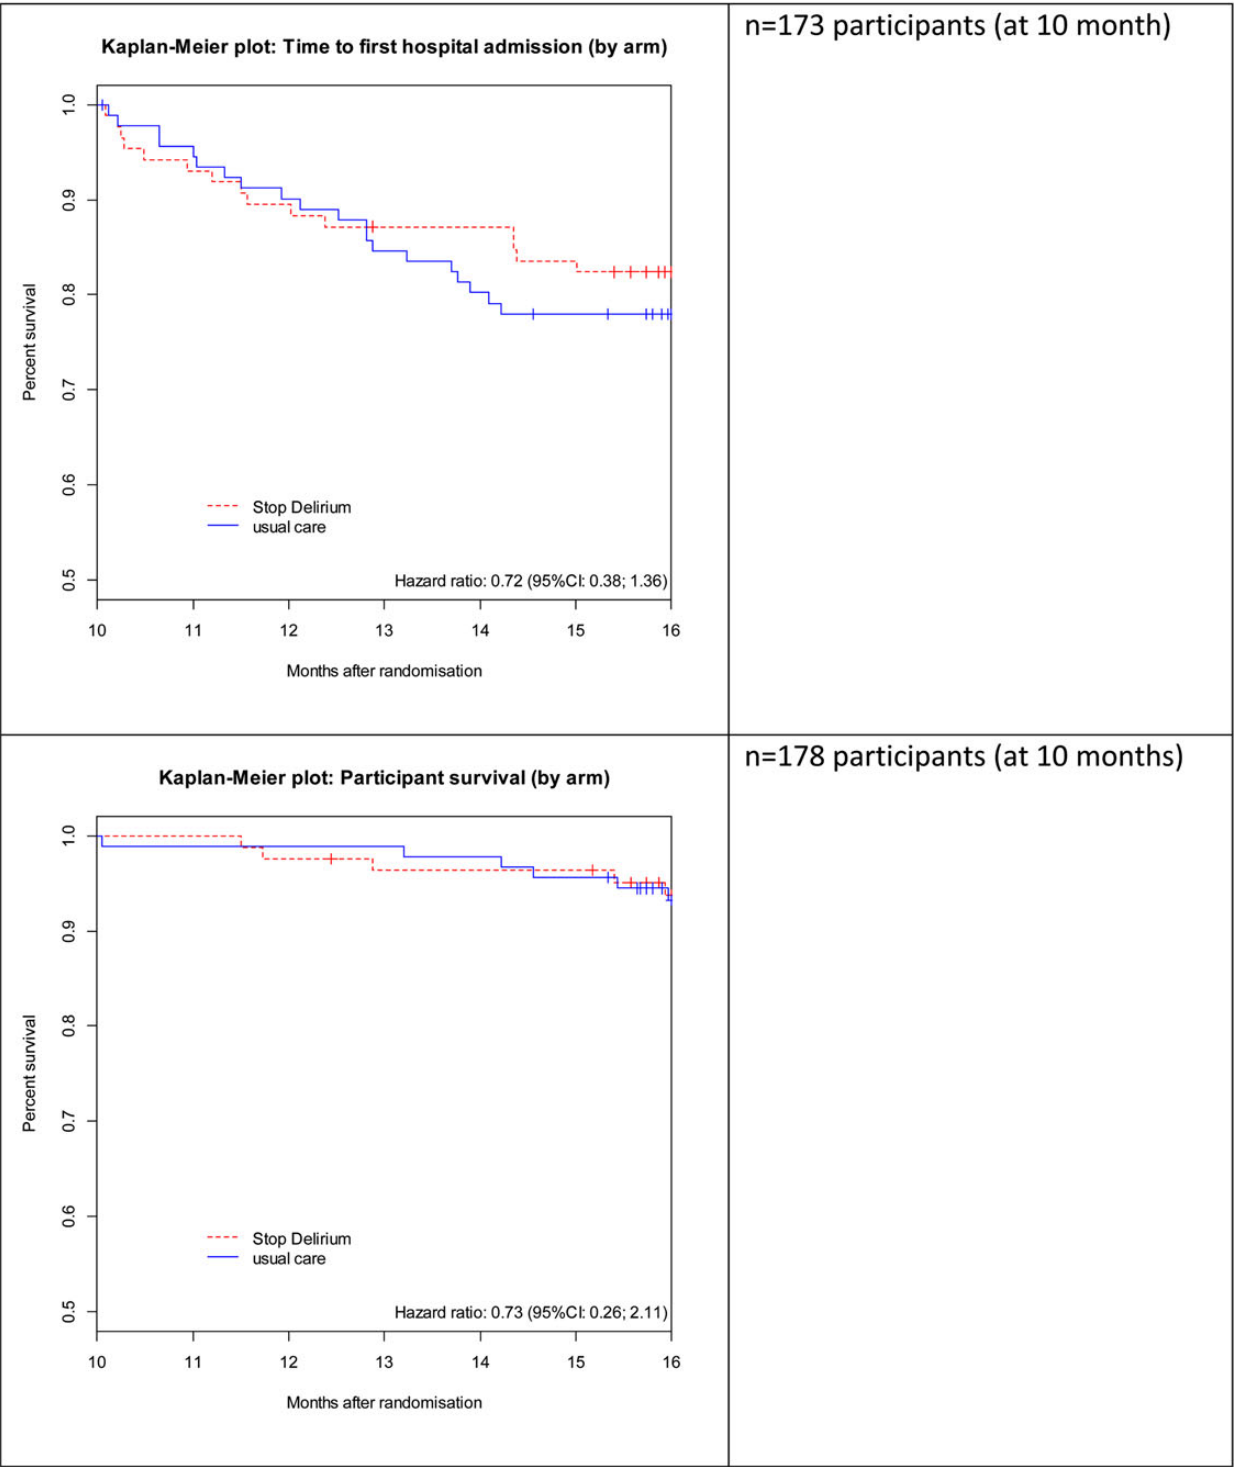 Kaplan-Meier plot: Time to first hospital admission (by arm)
Percent survival
1.0
0.9
0.8
0.7
0.6
0.5
Stop Delirium
usual care
Hazard ratio: 0.72 (95%CI: 0.38; 1.36)
10 11 12 13 14 15 16
Months after randomisation
n=173 participants (at 10 month)
Kaplan-Meier plot: Participant survival (by arm)
Percent survival
1.0
0.9
0.8
0.7
0.6
0.5
Stop Delirium
usual care
Hazard ratio: 0.73 (95%CI: 0.26; 2.11)
10 11 12 13 14 15 16
Months after randomisation
n=178 participants (at 10 months)